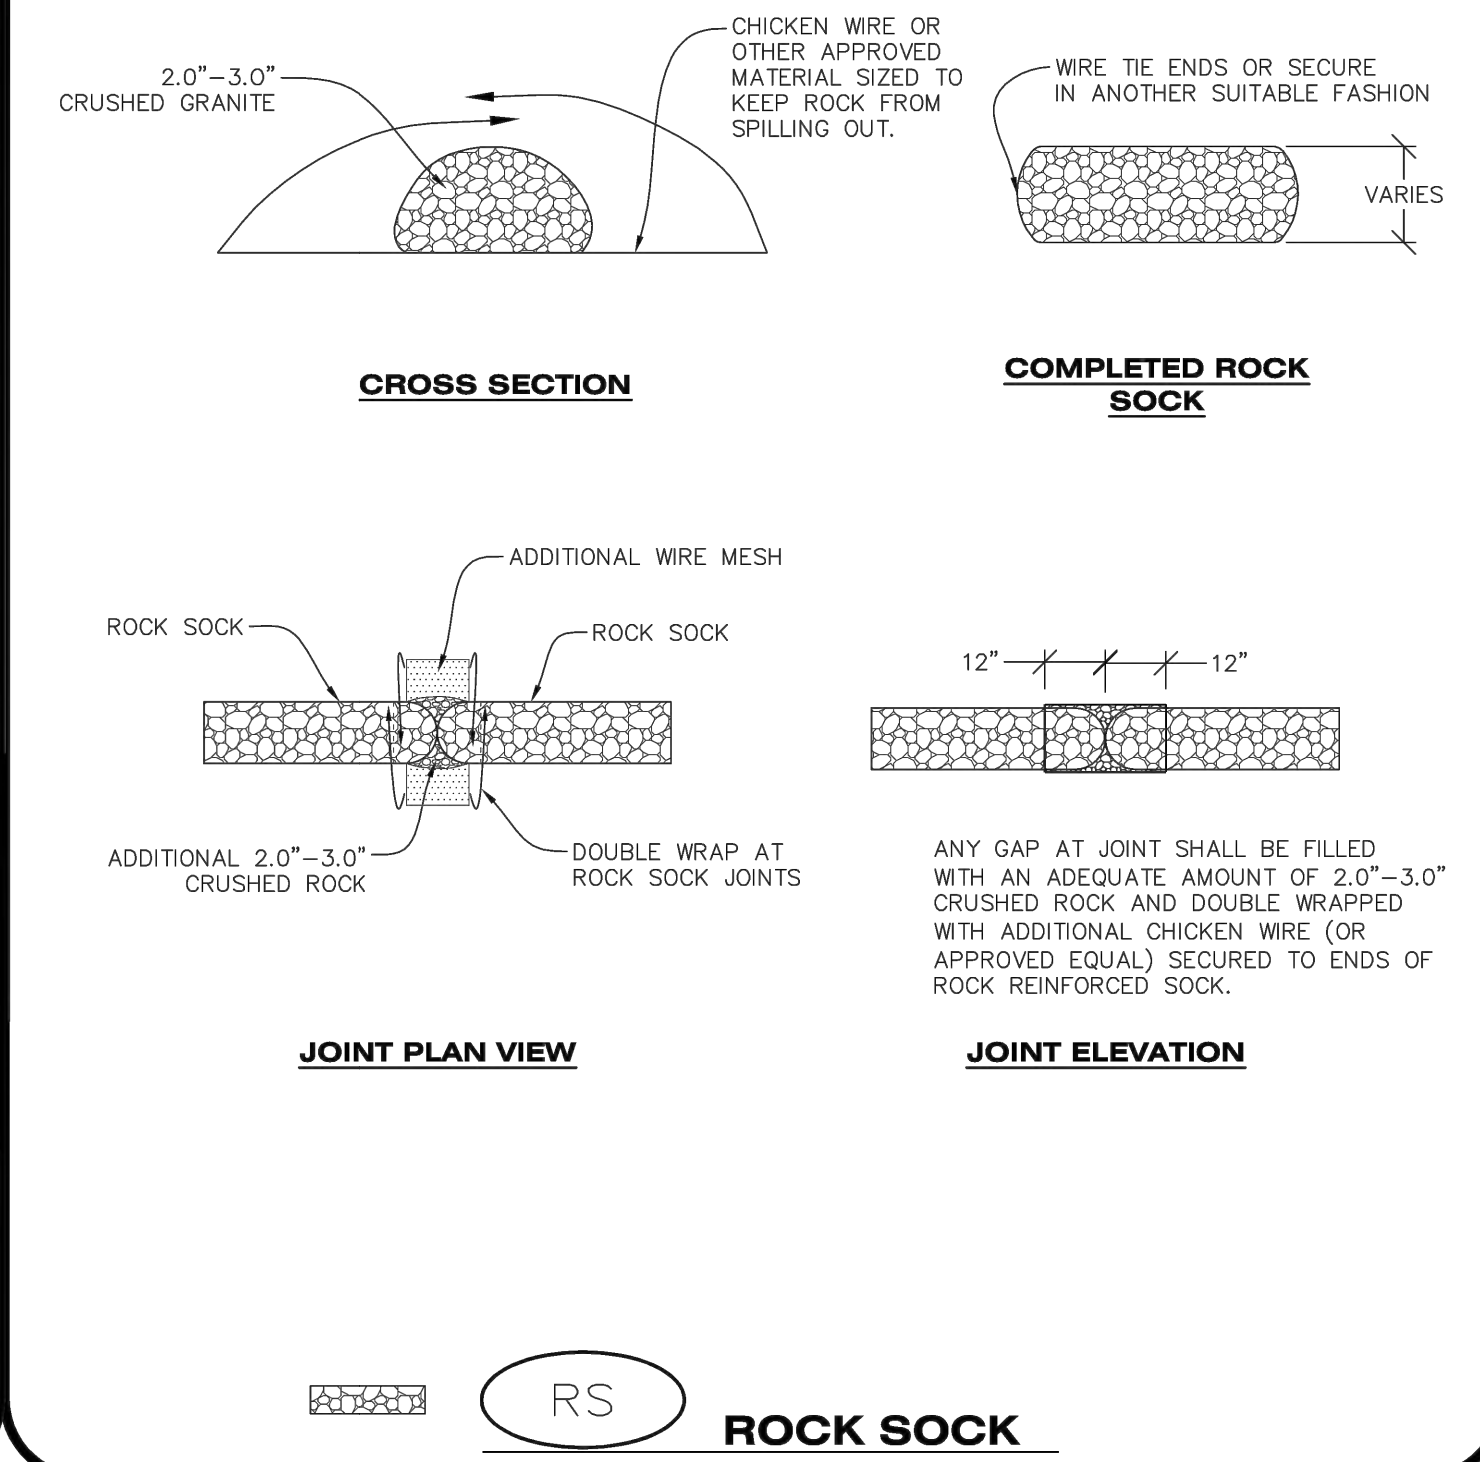 2.0”–3.0”
CRUSHED GRANITE
CHICKEN WIRE OR
OTHER APPROVED
MATERIAL SIZED TO
KEEP ROCK FROM
SPILLING OUT.
CROSS SECTION
WIRE TIE ENDS OR SECURE
IN ANOTHER SUITABLE FASHION
VARIES
COMPLETED ROCK
SOCK
ADDITIONAL WIRE MESH
ROCK SOCK
ROCK SOCK
ADDITIONAL 2.0”–3.0”
CRUSHED ROCK
DOUBLE WRAP AT
ROCK SOCK JOINTS
JOINT PLAN VIEW
12”
12”
ANY GAP AT JOINT SHALL BE FILLED
WITH AN ADEQUATE AMOUNT OF 2.0”–3.0”
CRUSHED ROCK AND DOUBLE WRAPPED
WITH ADDITIONAL CHICKEN WIRE (OR
APPROVED EQUAL) SECURED TO ENDS OF
ROCK REINFORCED SOCK.
JOINT ELEVATION
RS
ROCK SOCK